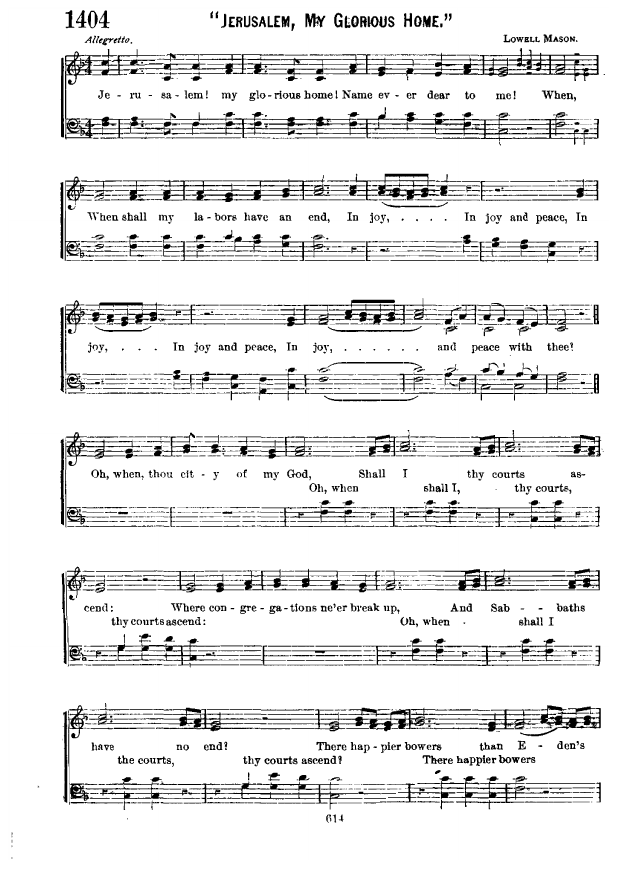 1404
"JERUSALEM, MY GLORIOUS HOME."
Allegretto.
LOWELL MASON.
Je - ru - sa - lem! my glo - rious home! Name ev - er dear to me! When,
When shall my la - bors have an end, In joy, . . . . In joy and peace, In
joy, . . . In joy and peace, In joy, . . . . . . and peace with thee!
Oh, when, thou cit - y of my God, Shall I thy courts as-
Oh, when shall I, thy courts,
cend: Where con - gre - ga - tions ne'er break up, And Sab - - baths
thy courts ascend: Oh, when shall I
have no end? There hap - pier bowers than E - den's
the courts, thy courts ascend? There happier bowers
614